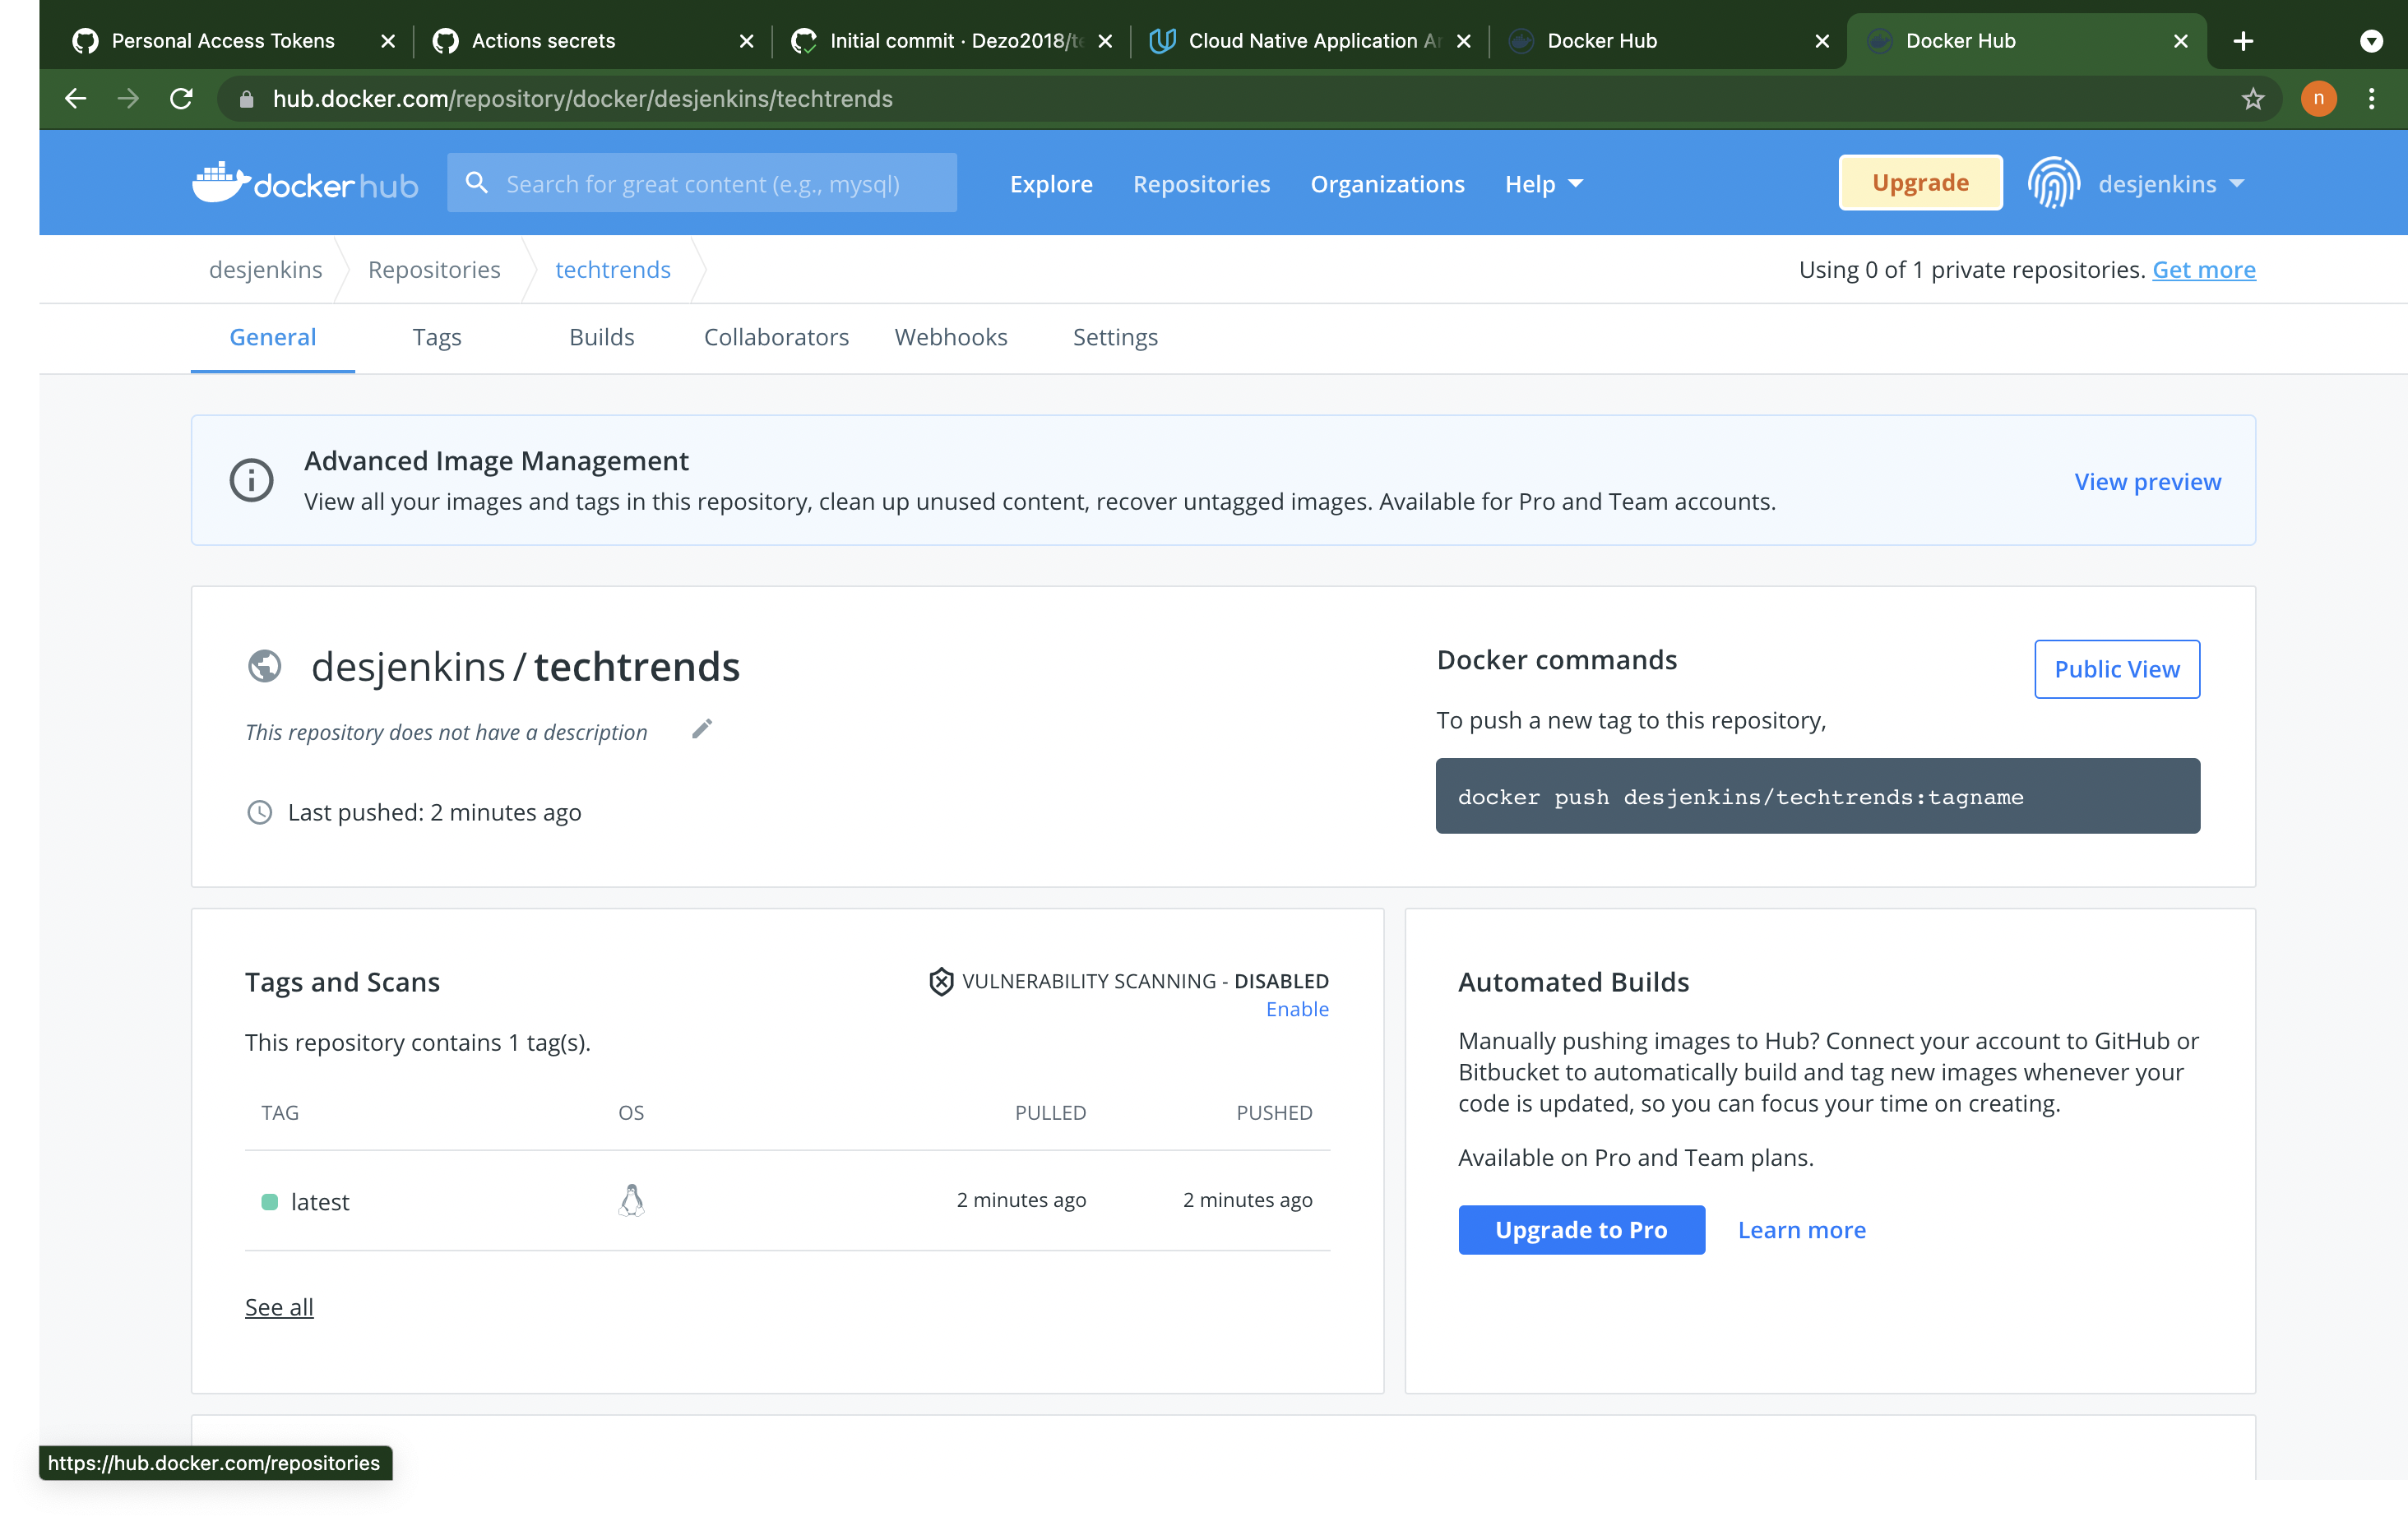 Personal Access Tokens
Actions secrets
Initial commit · Dezo2018/te
Cloud Native Application Ar
Docker Hub
Docker Hub
hub.docker.com/repository/docker/desjenkins/techtrends
n
docker hub
Search for great content (e.g., mysql)
Explore
Repositories
Organizations
Help
Upgrade
desjenkins
desjenkins
Repositories
techtrends
Using 0 of 1 private repositories. Get more
General
Tags
Builds
Collaborators
Webhooks
Settings
Advanced Image Management
View all your images and tags in this repository, clean up unused content, recover untagged images. Available for Pro and Team accounts.
View preview
desjenkins / techtrends
This repository does not have a description
Last pushed: 2 minutes ago
Docker commands
Public View
To push a new tag to this repository,
docker push desjenkins/techtrends:tagname
Tags and Scans
VULNERABILITY SCANNING - DISABLED
Enable
This repository contains 1 tag(s).
TAG OS PULLED PUSHED
latest 2 minutes ago 2 minutes ago
See all
Automated Builds
Manually pushing images to Hub? Connect your account to GitHub or
Bitbucket to automatically build and tag new images whenever your
code is updated, so you can focus your time on creating.
Available on Pro and Team plans.
Upgrade to Pro
Learn more
https://hub.docker.com/repositories